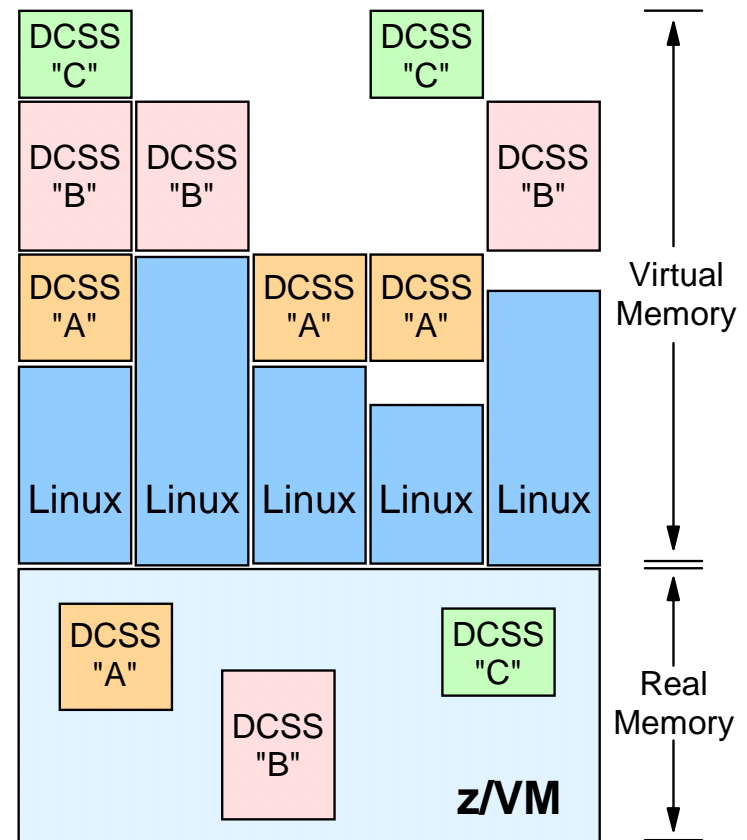 DCSS
"C"
DCSS
"C"
DCSS
"B"
DCSS
"B"
DCSS
"B"
DCSS
"A"
DCSS
"A"
DCSS
"A"
Virtual
Memory
Linux
Linux
Linux
Linux
Linux
DCSS
"A"
DCSS
"C"
DCSS
"B"
Real
Memory
z/VM